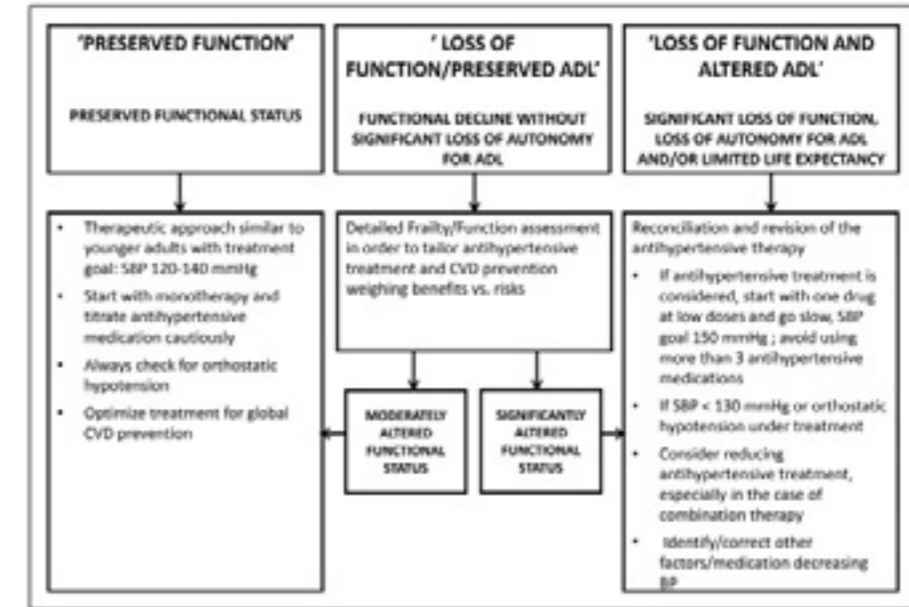 'PRESERVED FUNCTION'
PRESERVED FUNCTIONAL STATUS
' LOSS OF
FUNCTION/PRESERVED ADL'
FUNCTIONAL DECLINE WITHOUT
SIGNIFICANT LOSS OF AUTONOMY
FOR ADL
'LOSS OF FUNCTION AND
ALTERED ADL'
SIGNIFICANT LOSS OF FUNCTION,
LOSS OF AUTONOMY FOR ADL
AND/OR LIMITED LIFE EXPECTANCY
• Therapeutic approach similar to
younger adults with treatment
goal: SBP 120-140 mmHg
• Start with monotherapy and
titrate antihypertensive
medication cautiously
• Always check for orthostatic
hypotension
• Optimize treatment for global
CVD prevention
Detailed Frailty/Function assessment
in order to tailor antihypertensive
treatment and CVD prevention
weighing benefits vs. risks
MODERATELY
ALTERED
FUNCTIONAL
STATUS
SIGNIFICANTLY
ALTERED
FUNCTIONAL
STATUS
Reconciliation and revision of the
antihypertensive therapy
• If antihypertensive treatment is
considered, start with one drug
at low doses and go slow, SBP
goal 150 mmHg ; avoid using
more than 3 antihypertensive
medications
• If SBP < 130 mmHg or orthostatic
hypotension under treatment
• Consider reducing
antihypertensive treatment,
especially in the case of
combination therapy
• Identify/correct other
factors/medication decreasing
BP